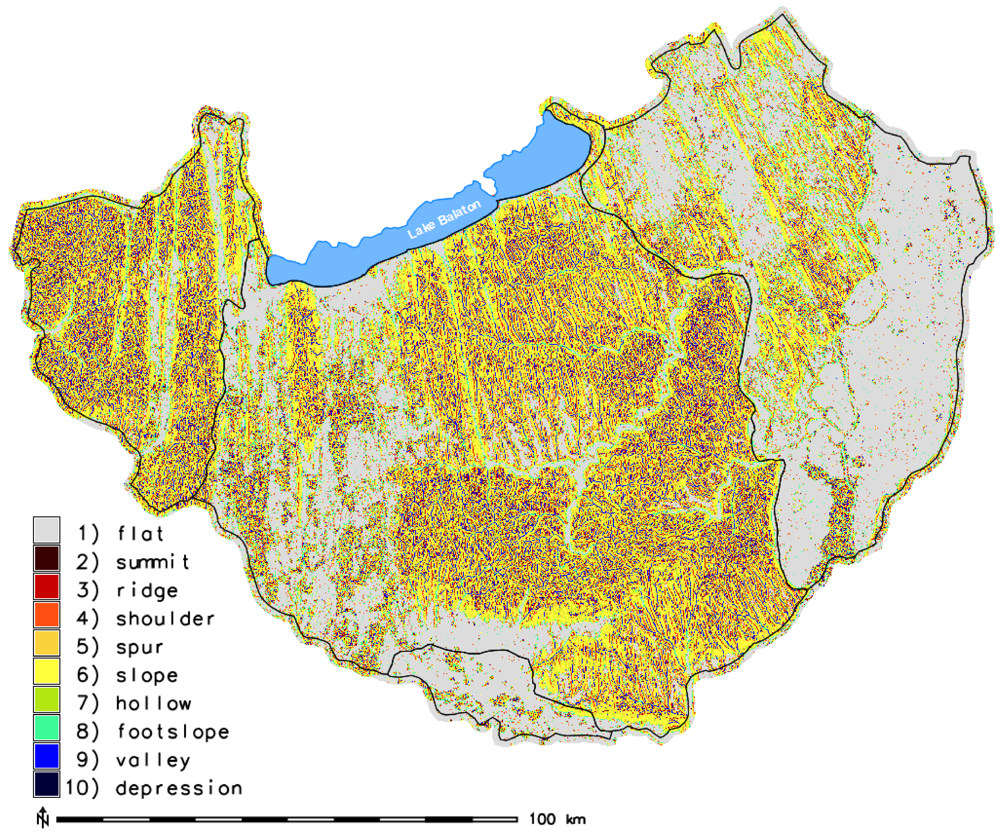 Lake Balaton
1) flat
2) summit
3) ridge
4) shoulder
5) spur
6) slope
7) hollow
8) footslope
9) valley
10) depression
N
100 km